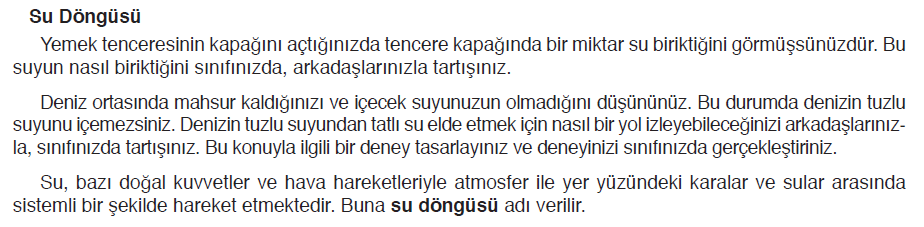 Su Döngüsü
Yemek tenceresinin kapağını açtığınızda tencere kapağında bir miktar su biriktiğini görmüşsünüzdür. Bu
suyun nasıl biriktiğini sınıfınızda, arkadaşlarınızla tartışınız.
Deniz ortasında mahsur kaldığınızı ve içecek suyunuzun olmadığını düşününüz. Bu durumda denizin tuzlu
suyunu içemezsiniz. Denizin tuzlu suyundan tatlı su elde etmek için nasıl bir yol izleyebileceğinizi arkadaşlarınız-
la, sınıfınızda tartışınız. Bu konuyla ilgili bir deney tasarlayınız ve deneyinizi sınıfınızda gerçekleştiriniz.
Su, bazı doğal kuvvetler ve hava hareketleriyle atmosfer ile yer yüzündeki karalar ve sular arasında
sistemli bir şekilde hareket etmektedir. Buna su döngüsü adı verilir.